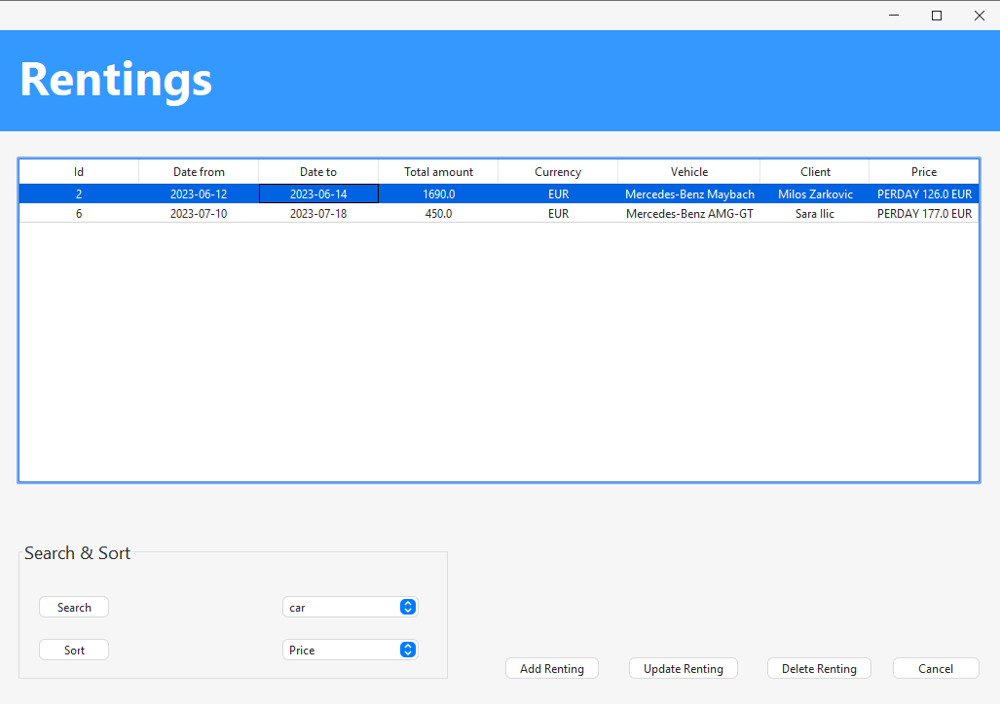 Rentings
Id Date from Date to Total amount Currency Vehicle Client Price
2 2023-06-12 2023-06-14 1690.0 EUR Mercedes-Benz Maybach Milos Zarkovic PERDAY 126.0 EUR
6 2023-07-10 2023-07-18 450.0 EUR Mercedes-Benz AMG-GT Sara Ilic PERDAY 177.0 EUR
Search & Sort
Search car
Sort Price
Add Renting Update Renting Delete Renting Cancel